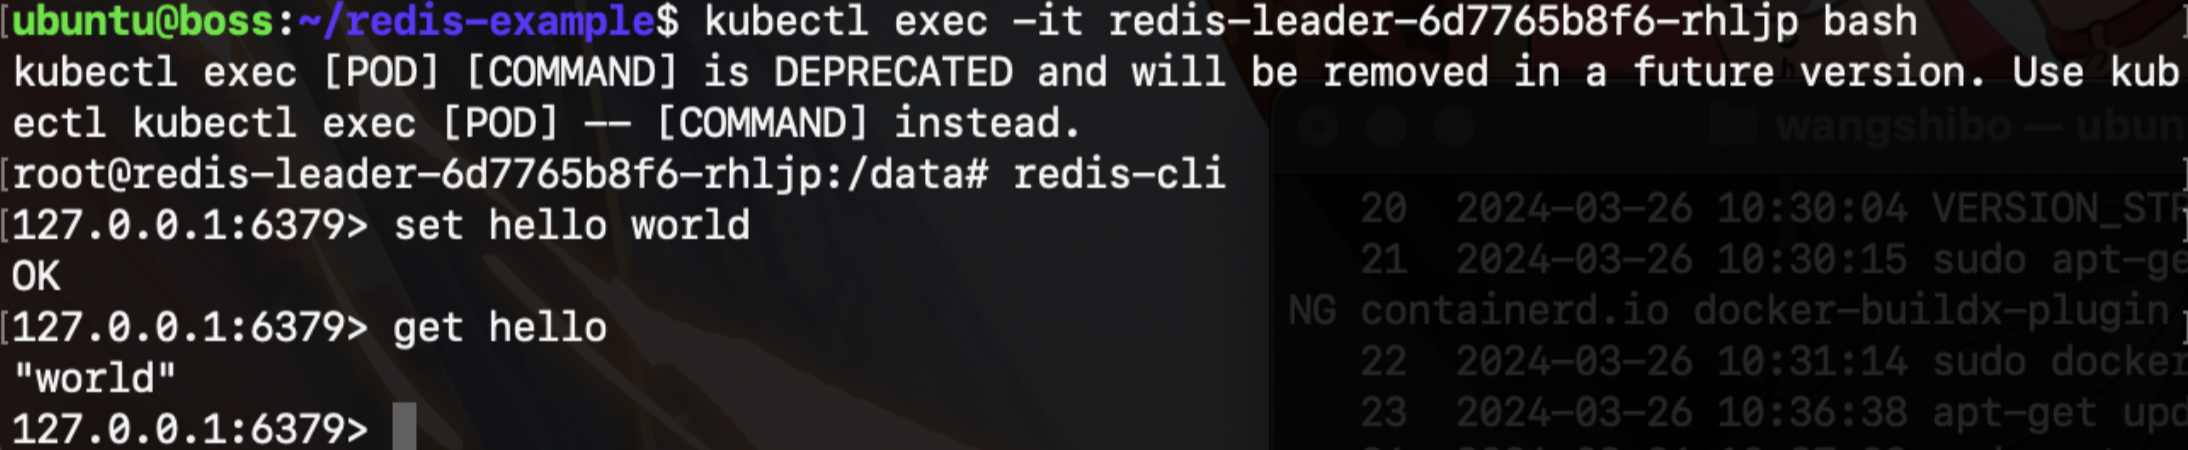 [ubuntu@boss:~/redis-example$ kubectl exec -it redis-leader-6d7765b8f6-rhljp bash
kubectl exec [POD] [COMMAND] is DEPRECATED and will be removed in a future version. Use kub
ectl kubectl exec [POD] -- [COMMAND] instead.
[root@redis-leader-6d7765b8f6-rhljp:/data# redis-cli
[127.0.0.1:6379> set hello world
OK
[127.0.0.1:6379> get hello
"world"
127.0.0.1:6379>
wangshibo — ubun
20 2024-03-26 10:30:04 VERSION_STR
21 2024-03-26 10:30:15 sudo apt-ge
NG containerd.io docker-buildx-plugin
22 2024-03-26 10:31:14 sudo docker
23 2024-03-26 10:36:38 apt-get upd